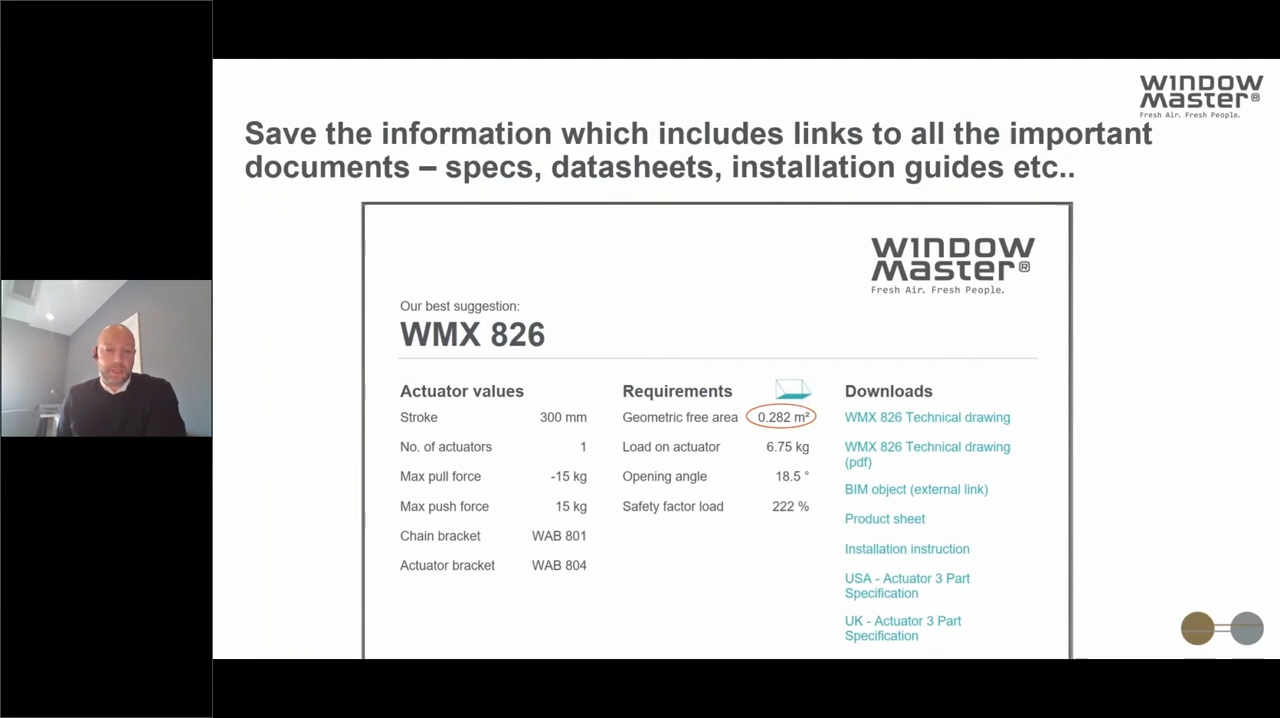 WINDOW
Master®
Fresh Air. Fresh People.
Save the information which includes links to all the important
documents – specs, datasheets, installation guides etc..
WINDOW
Master®
Fresh Air. Fresh People.
Our best suggestion:
WMX 826
Actuator values
Stroke 300 mm
No. of actuators 1
Max pull force -15 kg
Max push force 15 kg
Chain bracket WAB 801
Actuator bracket WAB 804
Requirements
Geometric free area 0.282 m²
Load on actuator 6.75 kg
Opening angle 18.5 °
Safety factor load 222 %
Downloads
WMX 826 Technical drawing
WMX 826 Technical drawing
(pdf)
BIM object (external link)
Product sheet
Installation instruction
USA - Actuator 3 Part
Specification
UK - Actuator 3 Part
Specification